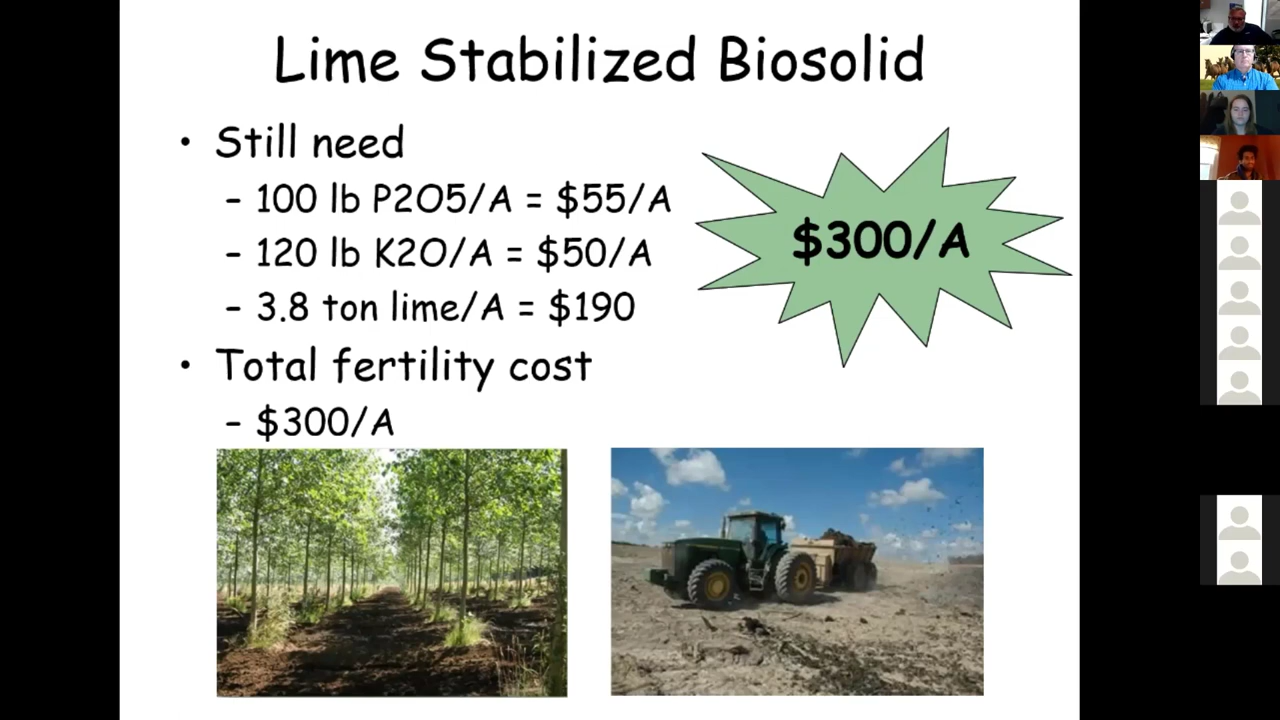 Lime Stabilized Biosolid
• Still need
– 100 lb P2O5/A = $55/A
– 120 lb K2O/A = $50/A
– 3.8 ton lime/A = $190
• Total fertility cost
– $300/A
$300/A